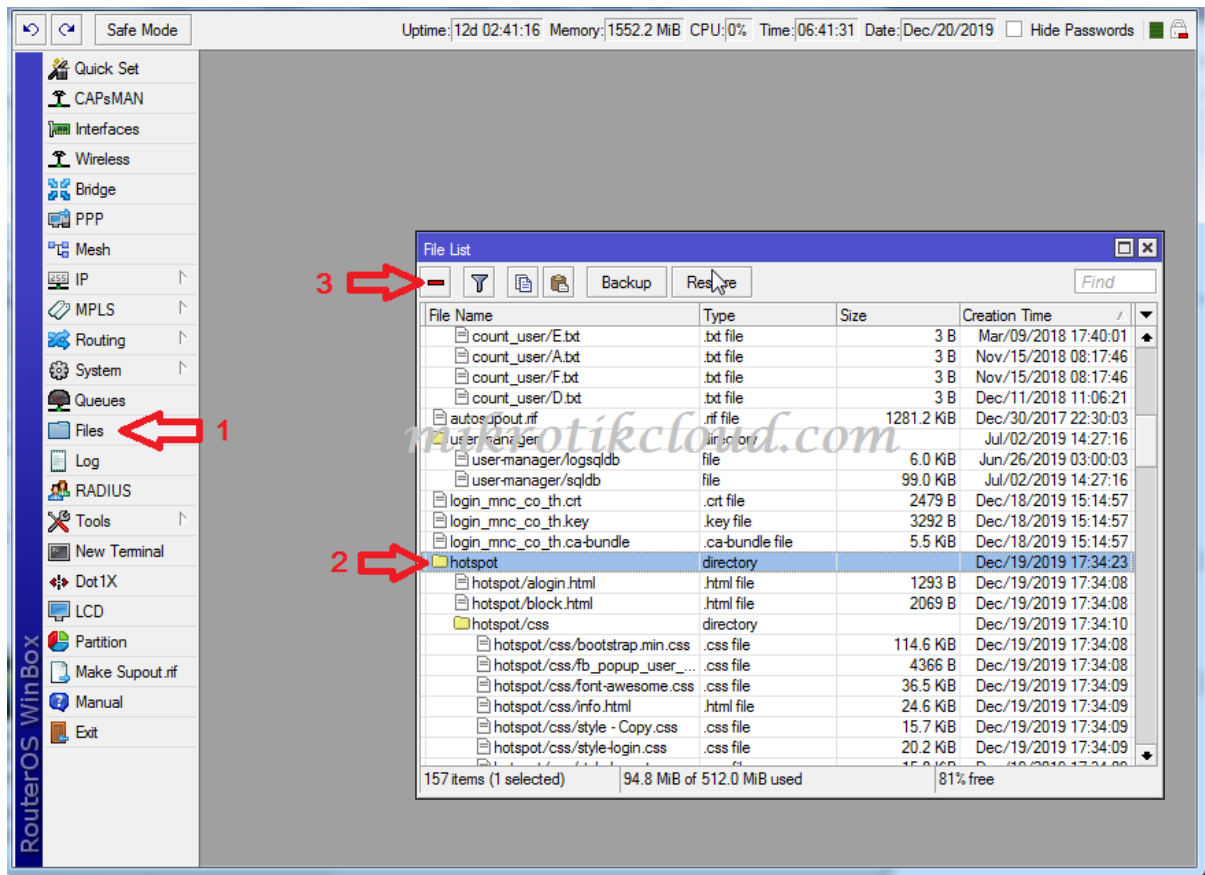 Safe Mode Uptime: 12d 02:41:16 Memory: 1552.2 MiB CPU: 0% Time: 06:41:31 Date: Dec/20/2019 Hide Passwords
Quick Set
CAPsMAN
Interfaces
Wireless
Bridge
PPP
Mesh
IP
MPLS
Routing
System
Queues
Files
1
Log
RADIUS
Tools
New Terminal
Dot1X
LCD
Partition
Make Supout.rif
Manual
Exit
RouterOS WinBox
File List
3
Backup Restore Find
File Name Type Size Creation Time
count_user/E.txt .txt file 3 B Mar/09/2018 17:40:01
count_user/A.txt .txt file 3 B Nov/15/2018 08:17:46
count_user/F.txt .txt file 3 B Nov/15/2018 08:17:46
count_user/D.txt .txt file 3 B Dec/11/2018 11:06:21
autosupout.rif .rif file 1281.2 KiB Dec/30/2017 22:30:03
user-manager directory Jul/02/2019 14:27:16
mikrotikcloud.com
user-manager/logsqldb file 6.0 KiB Jun/26/2019 03:00:03
user-manager/sqldb file 99.0 KiB Jul/02/2019 14:27:16
login_mnc_co_th.crt .crt file 2479 B Dec/18/2019 15:14:57
login_mnc_co_th.key .key file 3292 B Dec/18/2019 15:14:57
login_mnc_co_th.ca-bundle .ca-bundle file 5.5 KiB Dec/18/2019 15:14:57
2 hotspot directory Dec/19/2019 17:34:23
hotspot/alogin.html .html file 1293 B Dec/19/2019 17:34:08
hotspot/block.html .html file 2069 B Dec/19/2019 17:34:08
hotspot/css directory Dec/19/2019 17:34:10
hotspot/css/bootstrap.min.css .css file 114.6 KiB Dec/19/2019 17:34:08
hotspot/css/fb_popup_user_... .css file 4366 B Dec/19/2019 17:34:08
hotspot/css/font-awesome.css .css file 36.5 KiB Dec/19/2019 17:34:09
hotspot/css/info.html .html file 24.6 KiB Dec/19/2019 17:34:09
hotspot/css/style - Copy.css .css file 15.7 KiB Dec/19/2019 17:34:09
hotspot/css/style-login.css .css file 20.2 KiB Dec/19/2019 17:34:09
157 items (1 selected) 94.8 MiB of 512.0 MiB used 81% free